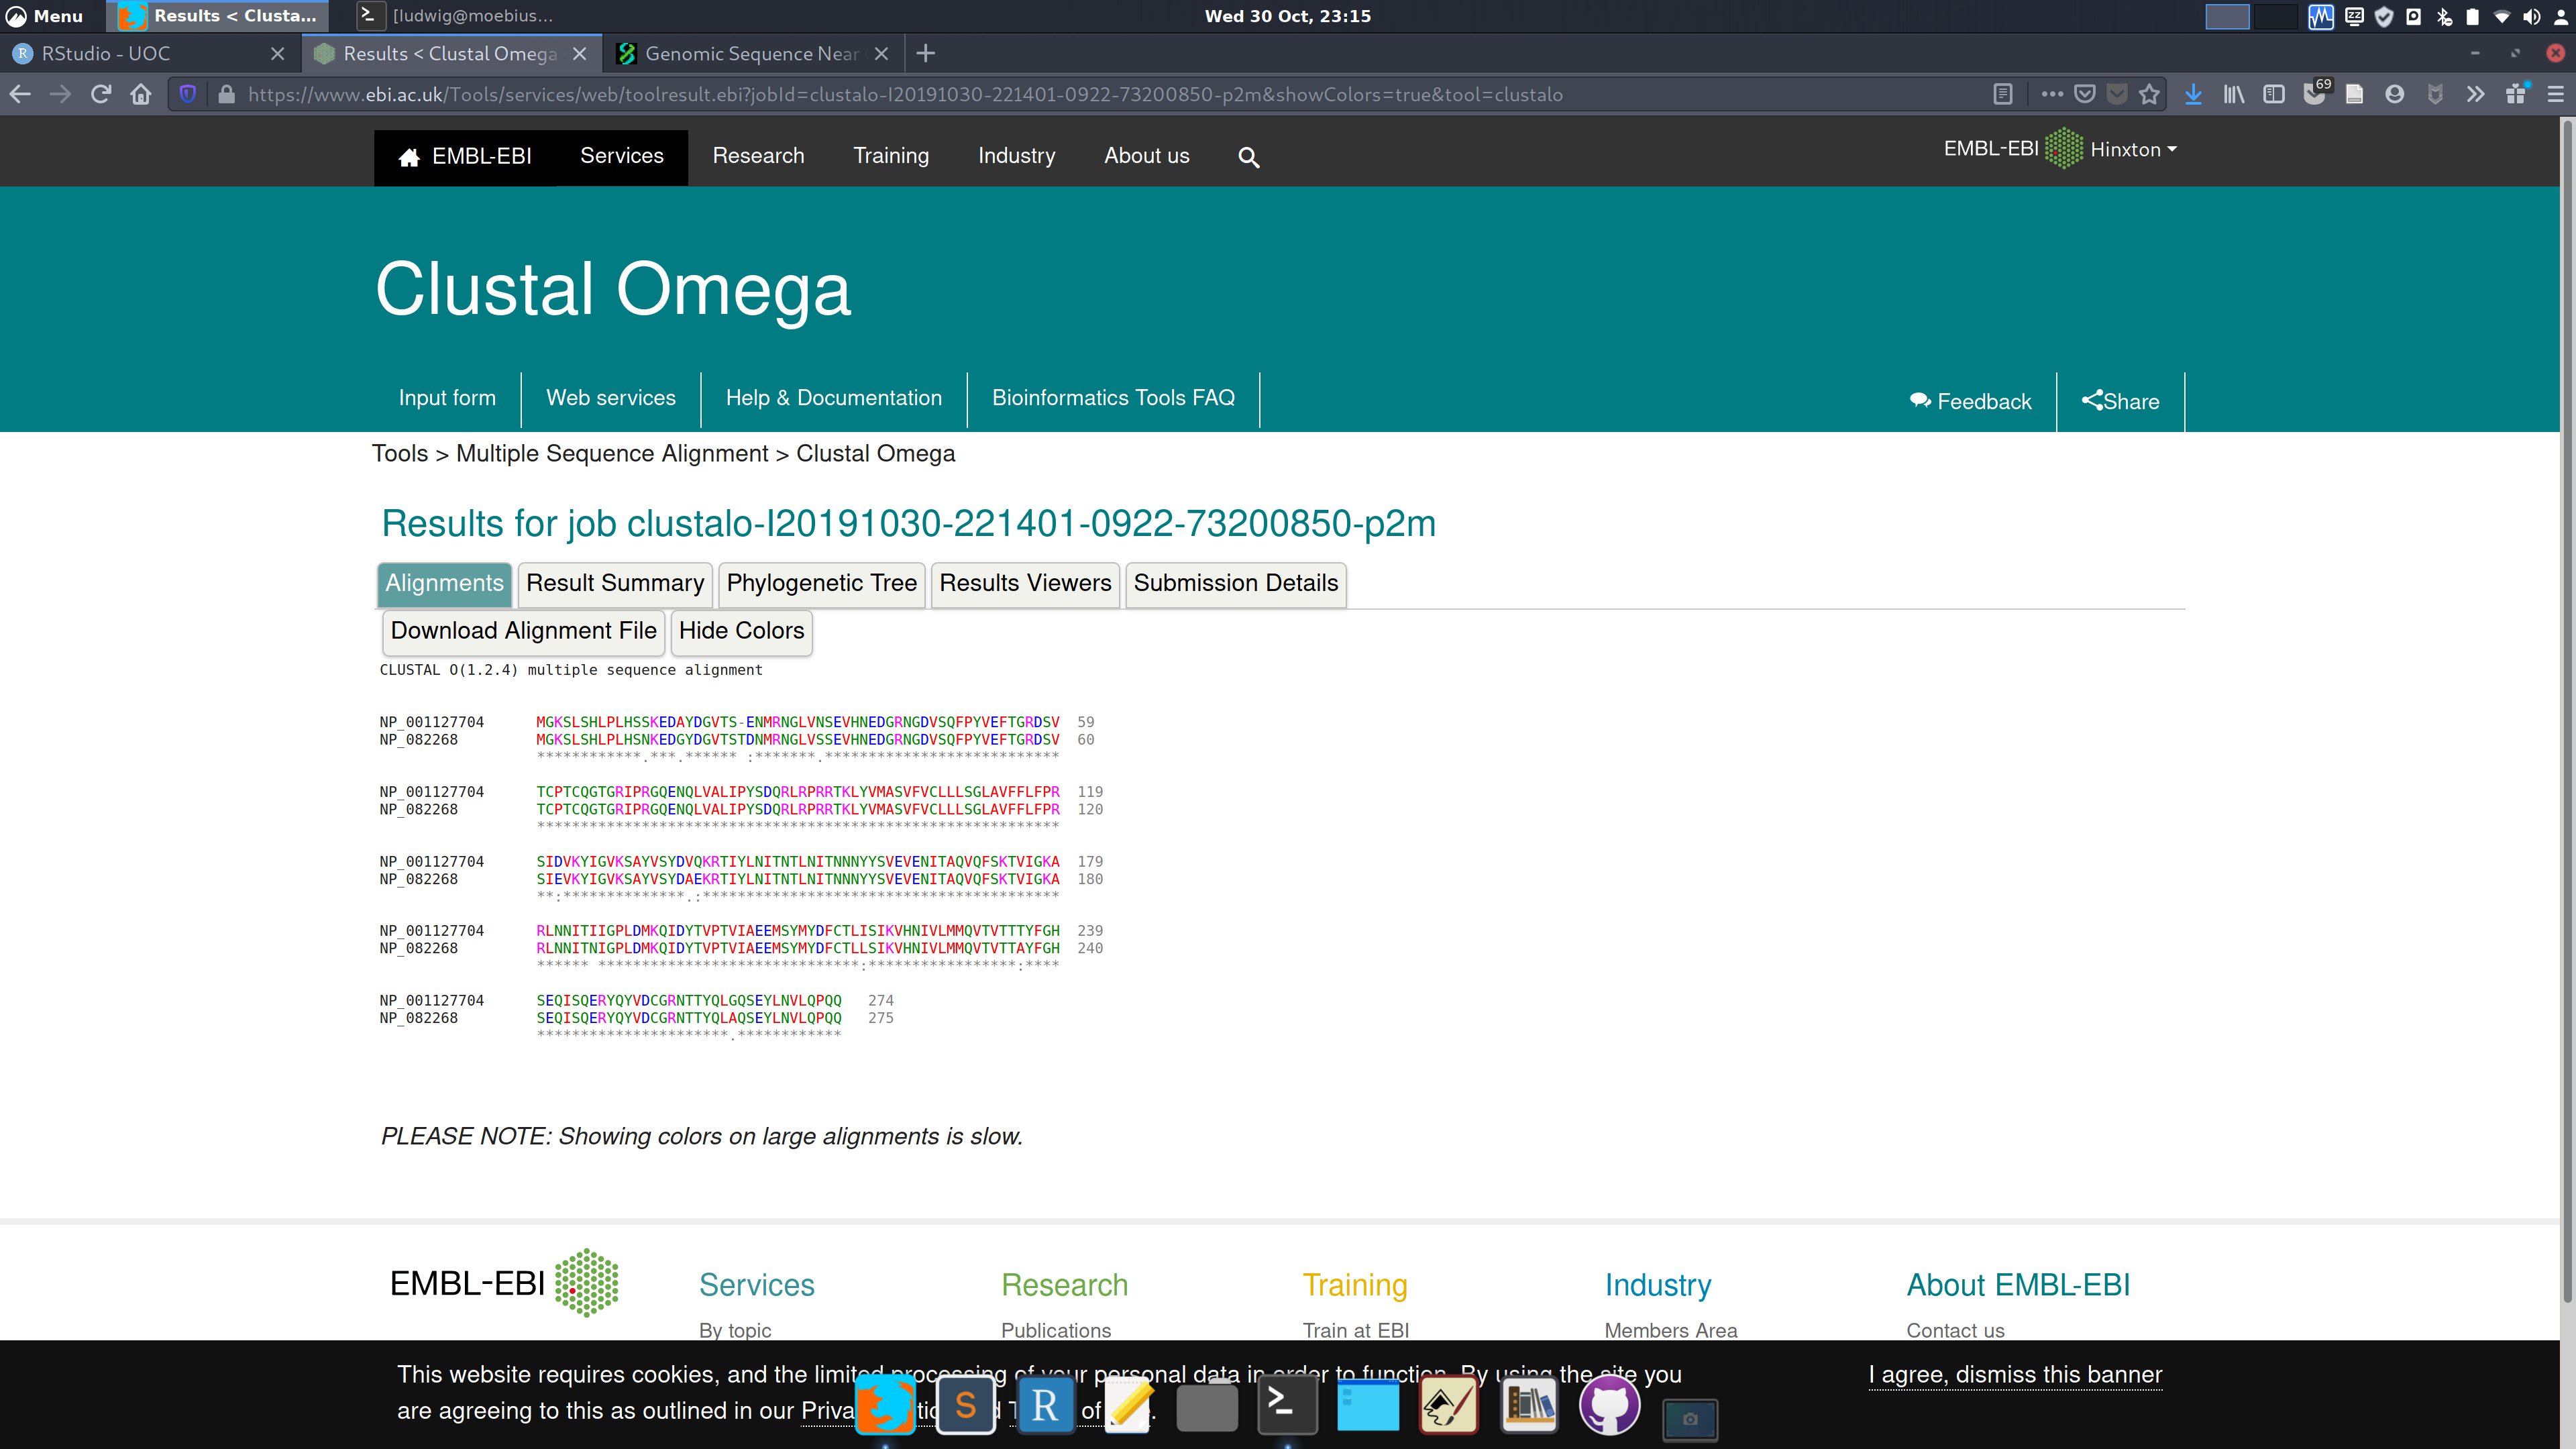 Menu
Results < Clusta...
[ludwig@moebius...
Wed 30 Oct, 23:15
RStudio - UOC
Results < Clustal Omega
Genomic Sequence Near
https://www.ebi.ac.uk/Tools/services/web/toolresult.ebi?jobId=clustalo-I20191030-221401-0922-73200850-p2m&showColors=true&tool=clustalo
69
EMBL-EBI Services Research Training Industry About us
EMBL-EBI Hinxton
Clustal Omega
Input form Web services Help & Documentation Bioinformatics Tools FAQ
Feedback Share
Tools > Multiple Sequence Alignment > Clustal Omega
Results for job clustalo-I20191030-221401-0922-73200850-p2m
Alignments Result Summary Phylogenetic Tree Results Viewers Submission Details
Download Alignment File Hide Colors
CLUSTAL O(1.2.4) multiple sequence alignment
NP_001127704 MGKSLSHLPLHSSKEDAYDGVTS-ENMRNGLVNSEVHNEDGRNGDVSQFPYVEFTGRDSV 59
NP_082268 MGKSLSHLPLHSNKEDGYDGVTSTDNMRNGLVSSEVHNEDGRNGDVSQFPYVEFTGRDSV 60
************.***.****** :*******.***************************
NP_001127704 TCPTCQGTGRIPRGQENQLVALIPYSDQRLRPRRTKLYVMASVFVCLLLSGLAVFFLFPR 119
NP_082268 TCPTCQGTGRIPRGQENQLVALIPYSDQRLRPRRTKLYVMASVFVCLLLSGLAVFFLFPR 120
************************************************************
NP_001127704 SIDVKYIGVKSAYVSYDVQKRTIYLNITNTLNITNNNYYSVEVENITAQVQFSKTVIGKA 179
NP_082268 SIEVKYIGVKSAYVSYDAEKRTIYLNITNTLNITNNNYYSVEVENITAQVQFSKTVIGKA 180
**:**************.:*****************************************
NP_001127704 RLNNITIIGPLDMKQIDYTVPTVIAEEMSYMYDFCTLISIKVHNIVLMMQVTVTTTYFGH 239
NP_082268 RLNNITNIGPLDMKQIDYTVPTVIAEEMSYMYDFCTLLSIKVHNIVLMMQVTVTTAYFGH 240
****** ******************************:*****************:****
NP_001127704 SEQISQERYQYVDCGRNTTYQLGQSEYLNVLQPQQ 274
NP_082268 SEQISQERYQYVDCGRNTTYQLAQSEYLNVLQPQQ 275
**********************.************
PLEASE NOTE: Showing colors on large alignments is slow.
EMBL-EBI
Services Research Training Industry About EMBL-EBI
By topic Publications Train at EBI Members Area Contact us
This website requires cookies, and the limited processing of your personal data in order to function. By using the site you
I agree, dismiss this banner
are agreeing to this as outlined in our